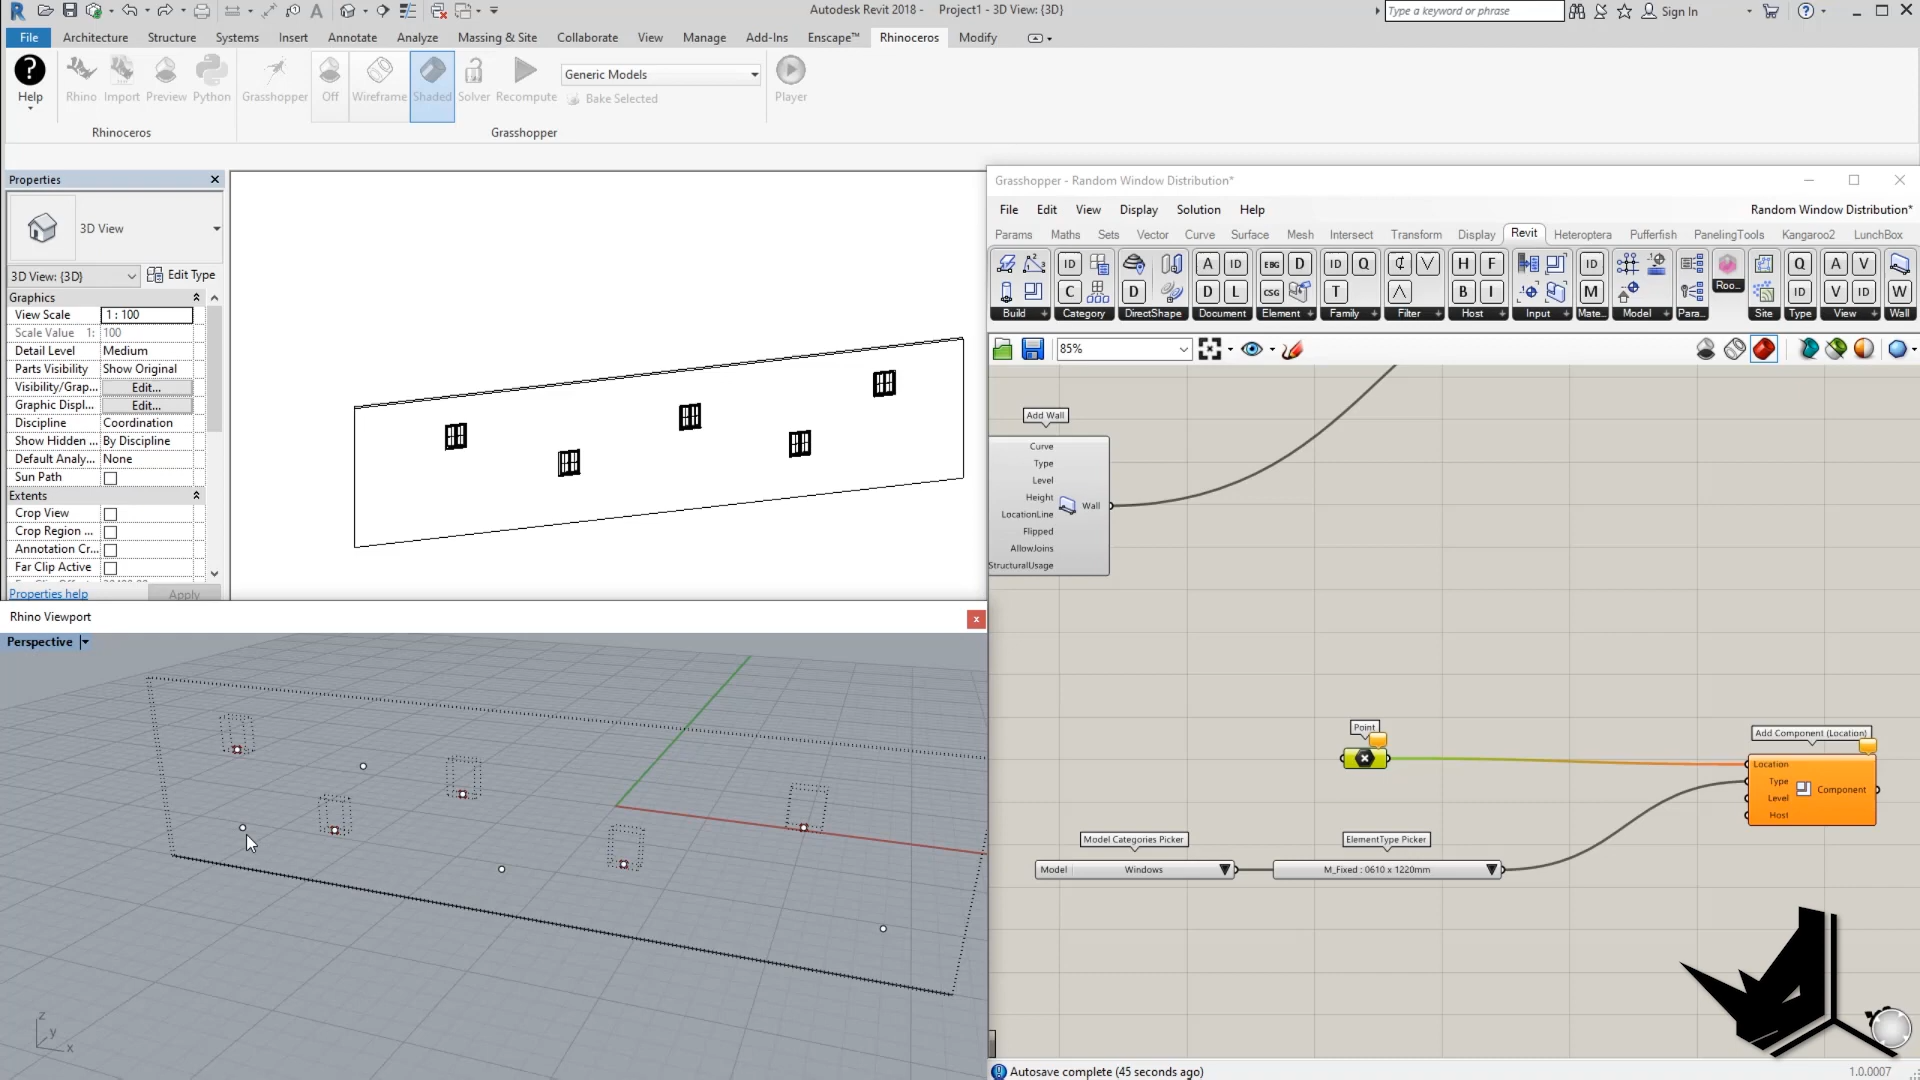 Autodesk Revit 2018 - Project1 - 3D View: {3D}
Type a keyword or phrase
Sign In
File Architecture Structure Systems Insert Annotate Analyze Massing & Site Collaborate View Manage Add-Ins Enscape™ Rhinoceros Modify
Help Rhino Import Preview Python Grasshopper Off Wireframe Shaded Solver Recompute
Generic Models
Bake Selected
Player
Rhinoceros
Grasshopper
Properties
3D View
3D View: {3D}
Edit Type
Graphics
View Scale 1 : 100
Scale Value 1: 100
Detail Level Medium
Parts Visibility Show Original
Visibility/Grap... Edit...
Graphic Displ... Edit...
Discipline Coordination
Show Hidden ... By Discipline
Default Analy... None
Sun Path
Extents
Crop View
Crop Region ...
Annotation Cr...
Far Clip Active
Properties help
Apply
Rhino Viewport
Perspective
z
y
x
Grasshopper - Random Window Distribution*
File Edit View Display Solution Help
Random Window Distribution*
Params Maths Sets Vector Curve Surface Mesh Intersect Transform Display Revit Heteroptera Pufferfish PanelingTools Kangaroo2 LunchBox
Build Category DirectShape Document Element Family Filter Host Input Mate... Model Para... Roo... Site Type View Wall
85%
Add Wall
Curve
Type
Level
Height
LocationLine
Flipped
AllowJoins
StructuralUsage
Wall
Point
Add Component (Location)
Location
Type
Level
Host
Component
Model Categories Picker
Model Windows
ElementType Picker
M_Fixed : 0610 x 1220mm
Autosave complete (45 seconds ago)
1.0.0007